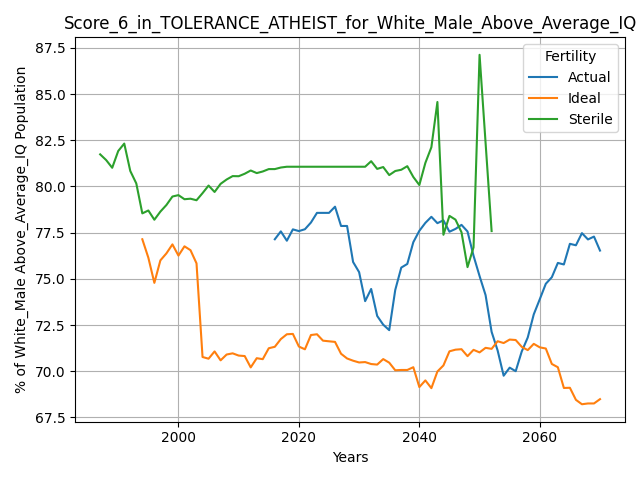 Score_6_in_TOLERANCE_ATHEIST_for_White_Male_Above_Average_IQ
% of White_Male Above_Average_IQ Population
87.5
85.0
82.5
80.0
77.5
75.0
72.5
70.0
67.5
Fertility
Actual
Ideal
Sterile
2000
2020
2040
2060
Years